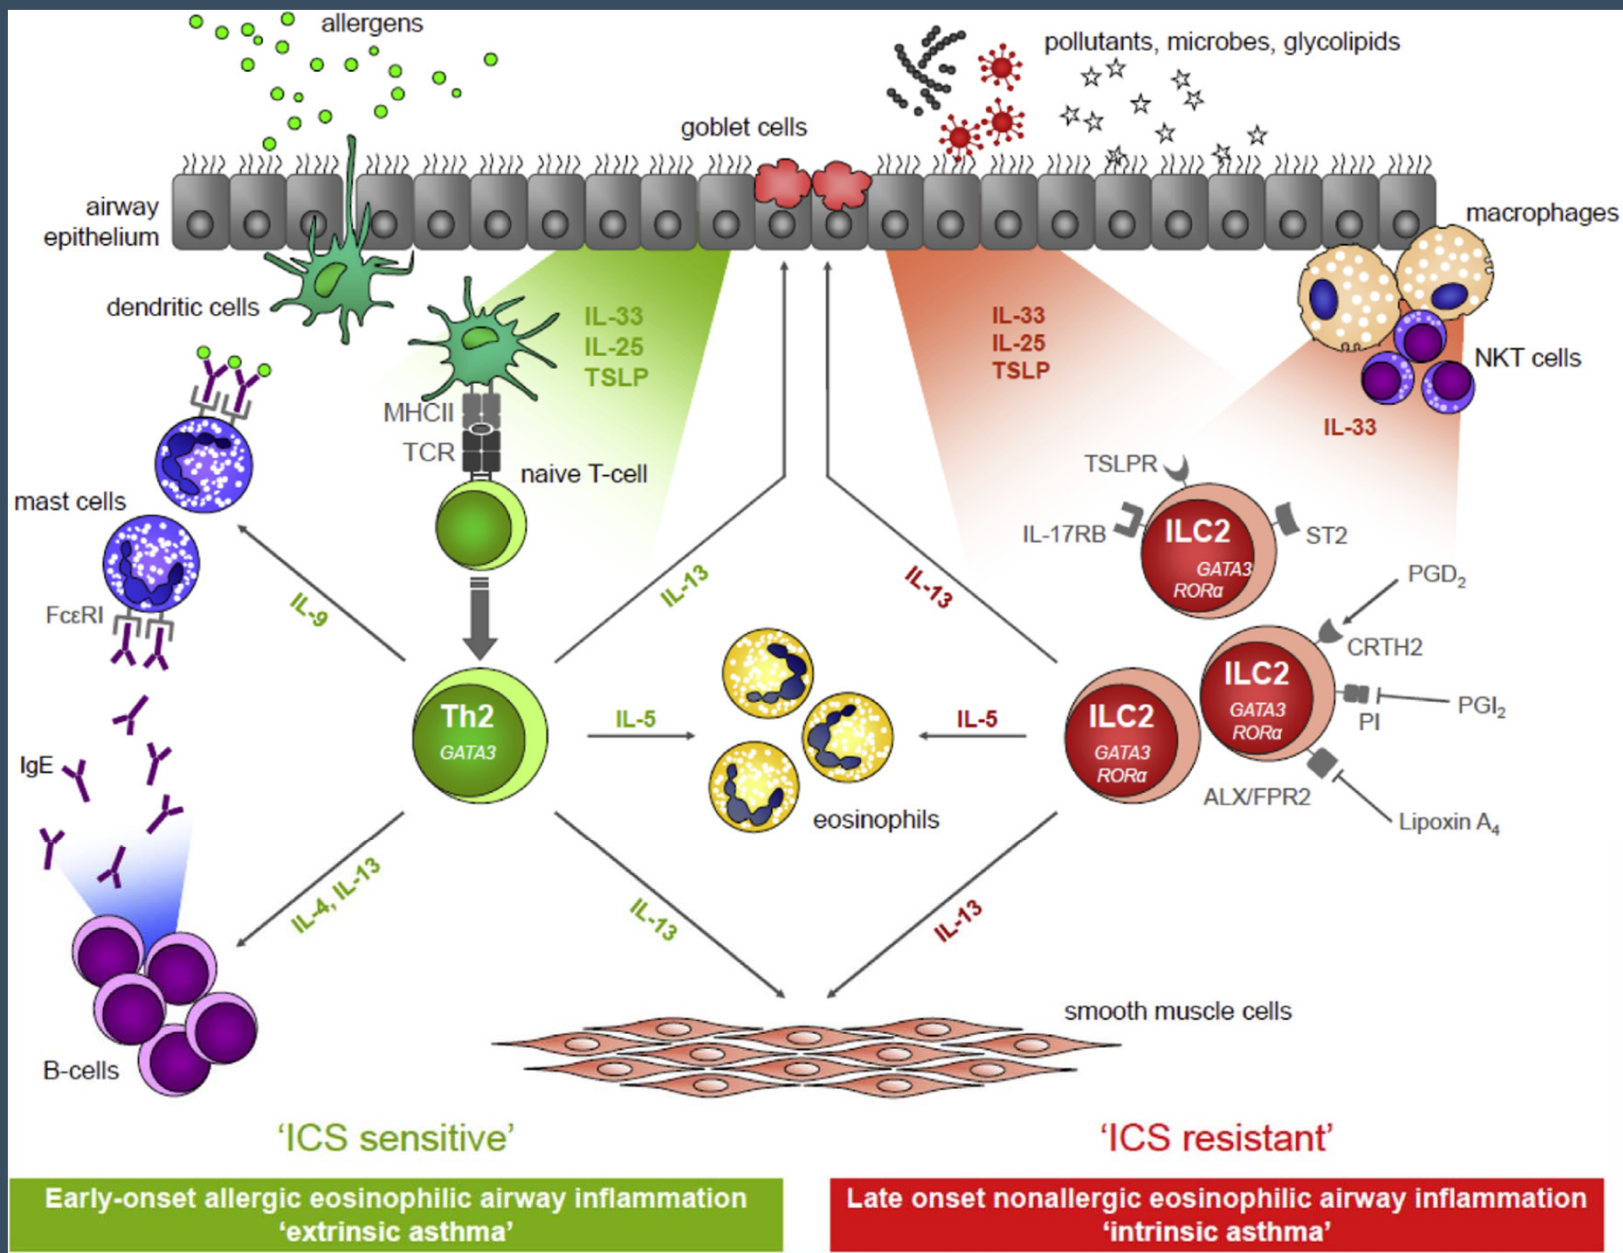 allergens
pollutants, microbes, glycolipids
goblet cells
airway
epithelium
macrophages
dendritic cells
IL-33
IL-25
TSLP
IL-33
IL-25
TSLP
NKT cells
IL-33
MHCII
TCR
naive T-cell
mast cells
TSLPR
IL-17RB
ILC2
GATA3
RORα
ST2
FcεRI
IL-9
IL-13
IL-13
PGD2
CRTH2
Th2
GATA3
IL-5
IL-5
ILC2
GATA3
RORα
ILC2
GATA3
RORα
PI
PGI2
IgE
eosinophils
ALX/FPR2
Lipoxin A4
IL-4, IL-13
IL-13
IL-13
smooth muscle cells
B-cells
‘ICS sensitive’
‘ICS resistant’
Early-onset allergic eosinophilic airway inflammation
‘extrinsic asthma’
Late onset nonallergic eosinophilic airway inflammation
‘intrinsic asthma’